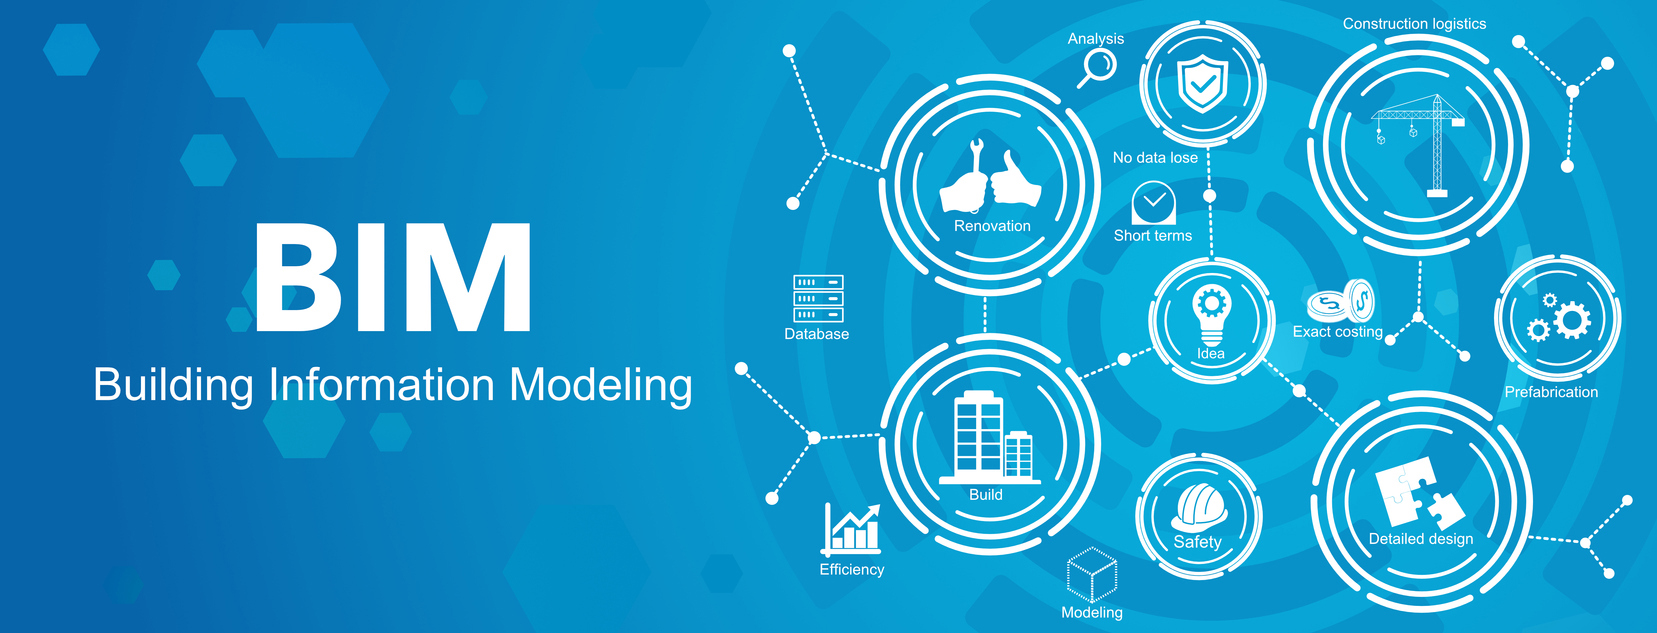 BIM
Building Information Modeling
Construction logistics
Analysis
No data lose
Renovation
Short terms
Database
Exact costing
Idea
Prefabrication
Build
Detailed design
Safety
Efficiency
Modeling